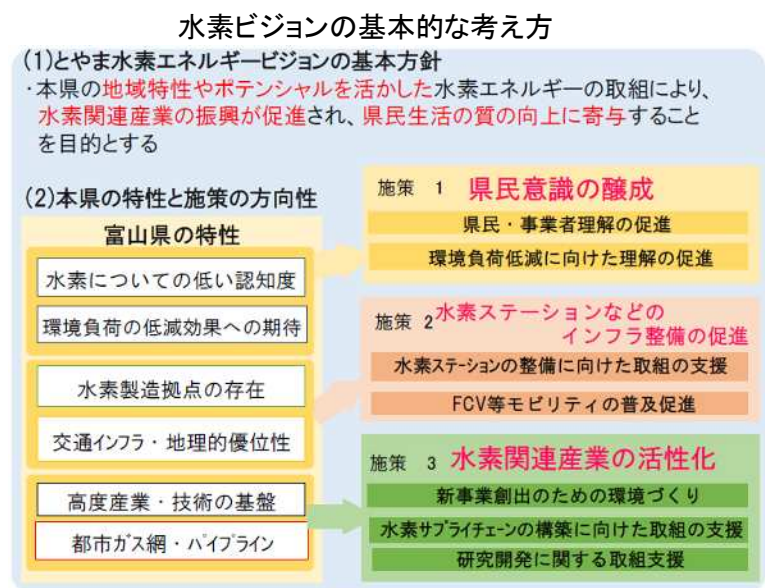 水素ビジョンの基本的な考え方
(1)とやま水素エネルギービジョンの基本方針
・本県の地域特性やポテンシャルを活かした水素エネルギーの取組により、
水素関連産業の振興が促進され、県民生活の質の向上に寄与すること
を目的とする
(2)本県の特性と施策の方向性
富山県の特性
水素についての低い認知度
環境負荷の低減効果への期待
水素製造拠点の存在
交通インフラ・地理的優位性
高度産業・技術の基盤
都市ガス網・パイプライン
施策 1 県民意識の醸成
県民・事業者理解の促進
環境負荷低減に向けた理解の促進
施策 2 水素ステーションなどの
インフラ整備の促進
水素ステーションの整備に向けた取組の支援
FCV等モビリティの普及促進
施策 3 水素関連産業の活性化
新事業創出のための環境づくり
水素サプライチェーンの構築に向けた取組の支援
研究開発に関する取組支援